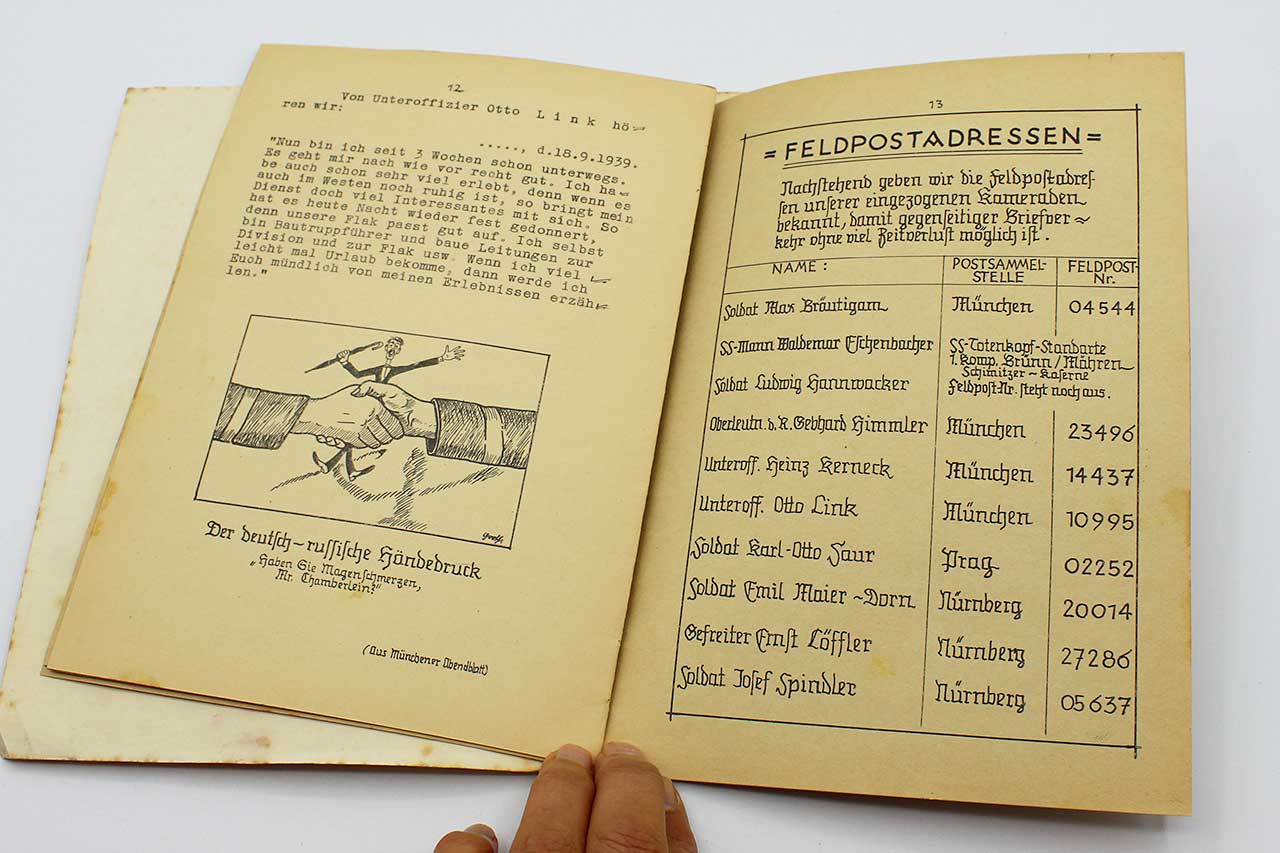 12
Von Unteroffizier Otto L i n k hö-
ren wir:
....., d.18.9.1939.
"Nun bin ich seit 3 Wochen schon unterwegs.
Es geht mir nach wie vor recht gut. Ich ha-
be auch schon sehr viel erlebt, denn wenn es
auch im Westen noch ruhig ist, so bringt mein
Dienst doch viel Interessantes mit sich. So
hat es heute Nacht wieder fest gedonnert,
denn unsere Flak passt gut auf. Ich selbst
bin Bautruppführer und baue Leitungen zur
Division und zur Flak usw. Wenn ich viel -
leicht mal Urlaub bekomme, dann werde ich
Euch mündlich von meinen Erlebnissen erzäh-
len."
Der deutsch-russische Händedruck
„Haben Sie Magenschmerzen,
Mr. Chamberlein?"
(Aus Münchener Abendblatt)
13
= FELDPOSTADRESSEN =
Nachstehend geben wir die Feldpostadres-
sen unserer eingezogenen Kameraden
bekannt, damit gegenseitiger Briefver-
kehr ohne viel Zeitverlust möglich ist.
NAME: POSTSAMMEL-STELLE FELDPOST-Nr.
Soldat Max Bräutigam München 04544
SS-Mann Waldemar Eschenbacher SS-Totenkopf-Standarte
1. Komp. Brünn/Mähren
Schimitzer-Kaserne
Feldpost-Nr. steht noch aus.
Soldat Ludwig Hannwacker
Oberleutn. d. R. Gebhard Himmler München 23496
Unteroff. Heinz Kerneck München 14437
Unteroff. Otto Link München 10995
Soldat Karl-Otto Saur Prag 02252
Soldat Emil Maier-Dorn Nürnberg 20014
Gefreiter Ernst Löffler Nürnberg 27286
Soldat Josef Spindler Nürnberg 05637